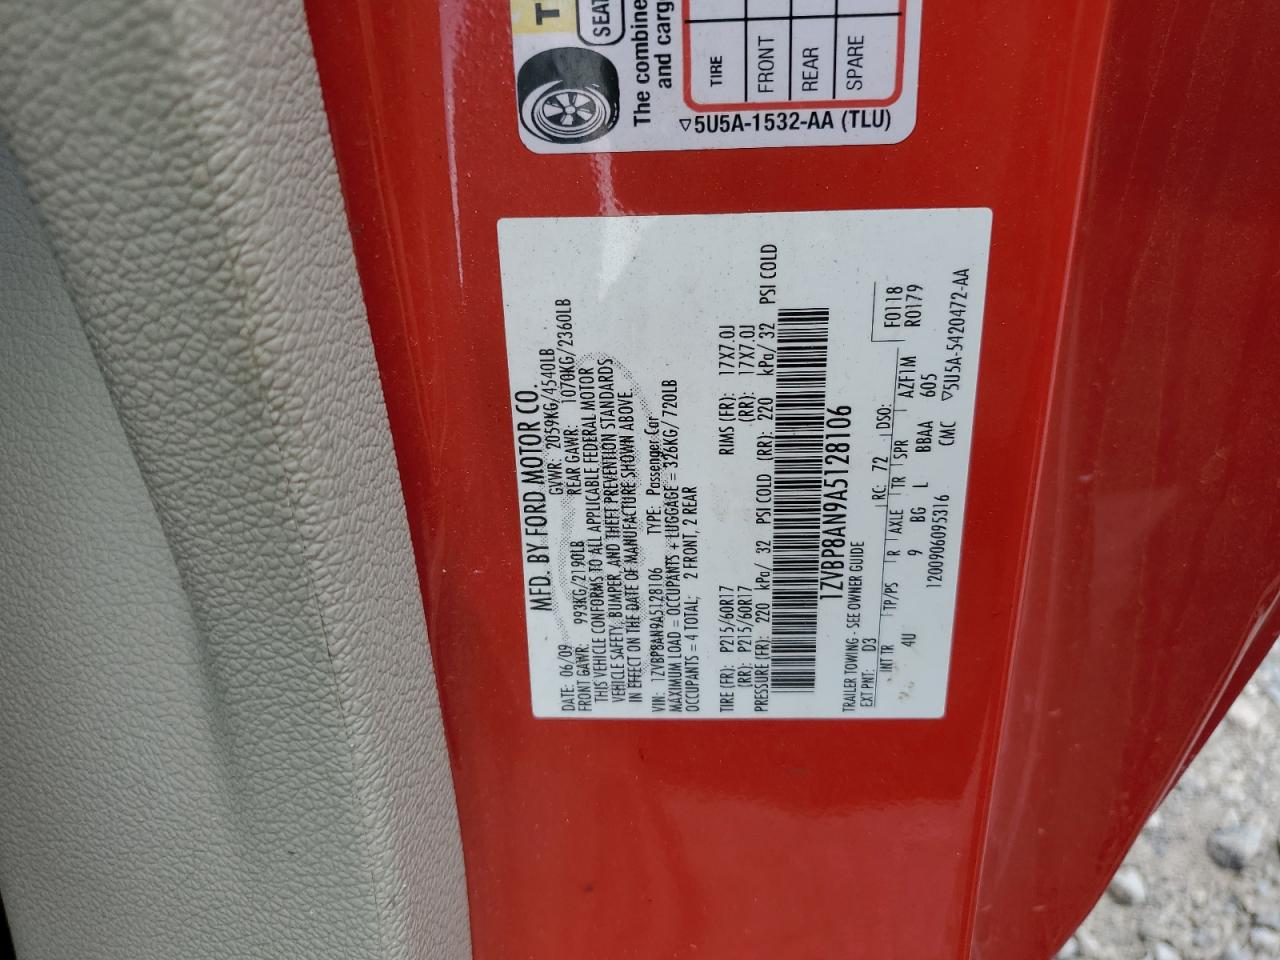 T
SEAT
The combine
and carg
TIRE
FRONT
REAR
SPARE
▽5U5A-1532-AA (TLU)
MFD. BY FORD MOTOR CO.
DATE: 06/09 GVWR: 2059KG/4540LB
FRONT GAWR: 993KG/2190LB REAR GAWR: 1070KG/2360LB
THIS VEHICLE CONFORMS TO ALL APPLICABLE FEDERAL MOTOR
VEHICLE SAFETY, BUMPER, AND THEFT PREVENTION STANDARDS
IN EFFECT ON THE DATE OF MANUFACTURE SHOWN ABOVE.
VIN: 1ZVBP8AN9A5128106 TYPE: Passenger Car
MAXIMUM LOAD = OCCUPANTS + LUGGAGE = 326KG/720LB
OCCUPANTS = 4 TOTAL; 2 FRONT, 2 REAR
TIRE (FR): P215/60R17 RIMS (FR): 17X7.0J
(RR): P215/60R17 (RR): 17X7.0J
PRESSURE (FR): 220 kPa/ 32 PSI COLD (RR): 220 kPa/ 32 PSI COLD
1ZVBP8AN9A5128106
TRAILER TOWING - SEE OWNER GUIDE
EXT PNT: D3 RC: 72 DSO: F0118
INT TR TP/PS R AXLE TR SPR R0179
4U 9 BG L BBAA AZF1M
605
1200906095316 CMC ▽5U5A-5420472-AA